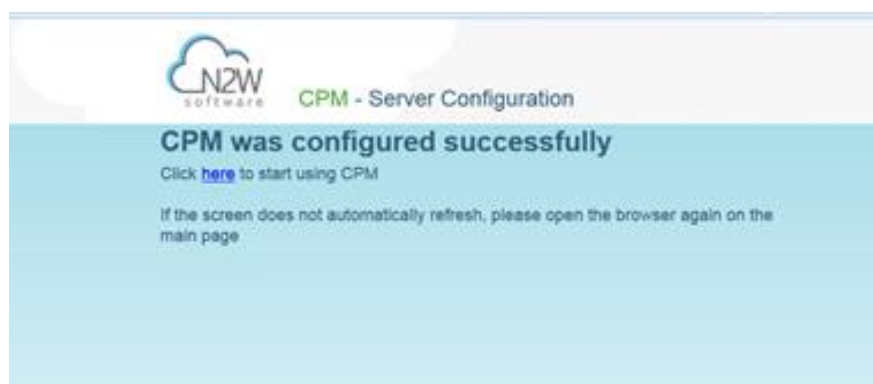 N2W
software
CPM - Server Configuration
CPM was configured successfully
Click here to start using CPM
If the screen does not automatically refresh, please open the browser again on the
main page